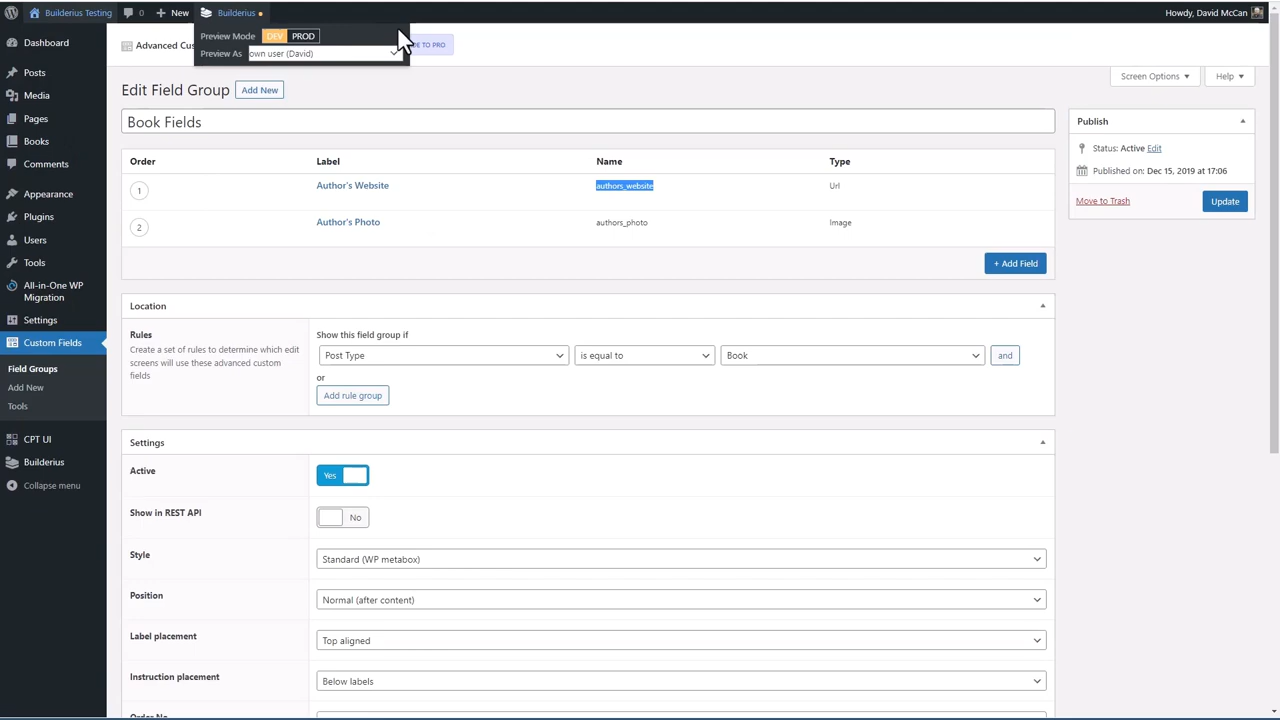 Builderius Testing 0 New Builderius Howdy, David McCan
Preview Mode DEV PROD
Preview As own user (David)
Dashboard
Posts
Media
Pages
Books
Comments
Appearance
Plugins
Users
Tools
All-in-One WP
Migration
Settings
Custom Fields
Field Groups
Add New
Tools
CPT UI
Builderius
Collapse menu
Advanced Cus
E TO PRO
Screen Options Help
Edit Field Group Add New
Book Fields
Order Label Name Type
1 Author's Website authors_website Url
2 Author's Photo authors_photo Image
+ Add Field
Location
Rules
Create a set of rules to determine which edit
screens will use these advanced custom
fields
Show this field group if
Post Type is equal to Book and
or
Add rule group
Settings
Active Yes
Show in REST API No
Style Standard (WP metabox)
Position Normal (after content)
Label placement Top aligned
Instruction placement Below labels
Order No.
Publish
Status: Active Edit
Published on: Dec 15, 2019 at 17:06
Move to Trash Update